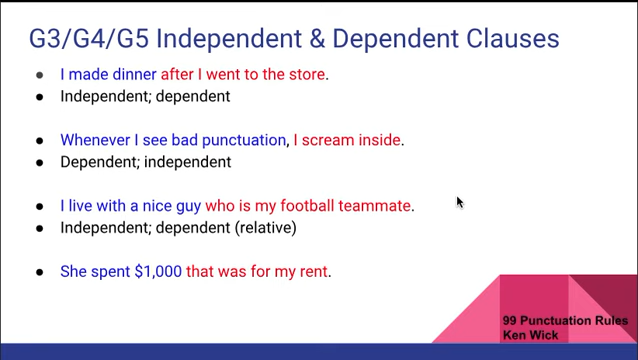 G3/G4/G5 Independent & Dependent Clauses
I made dinner after I went to the store.
Independent; dependent
Whenever I see bad punctuation, I scream inside.
Dependent; independent
I live with a nice guy who is my football teammate.
Independent; dependent (relative)
She spent $1,000 that was for my rent.
99 Punctuation Rules
Ken Wick